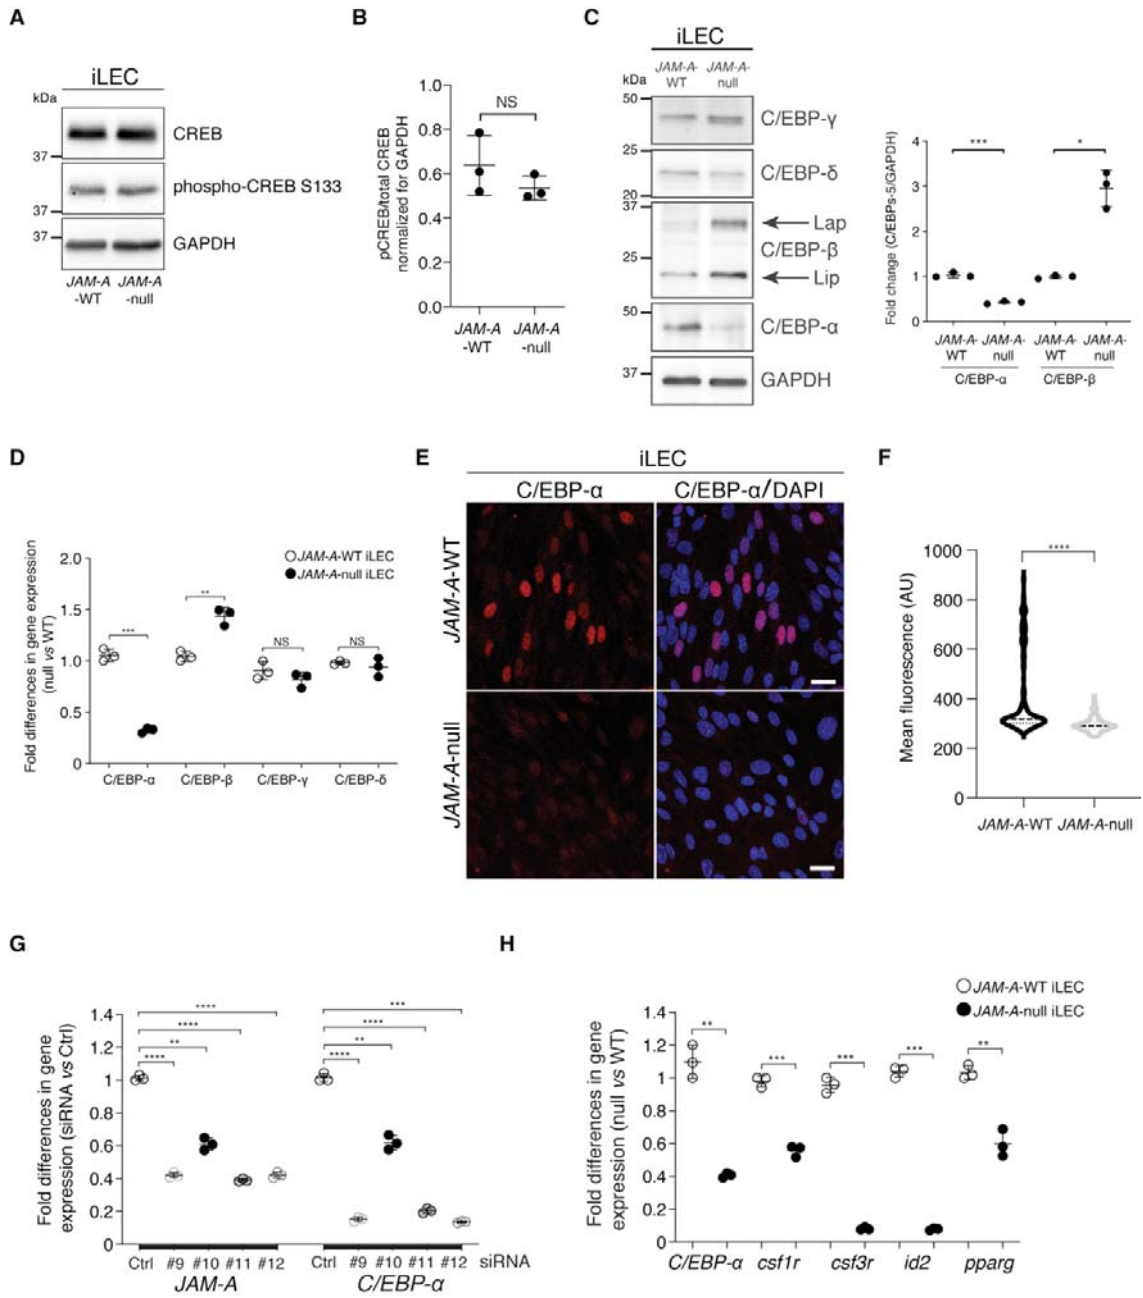 A
iLEC
kDa
CREB
37
phospho-CREB S133
37
37
GAPDH
JAM-A JAM-A
-WT -null
B
pCREB/total CREB
normalized for GAPDH
1.0
0.8
0.6
0.4
0.2
0.0
NS
JAM-A JAM-A
-WT -null
C
iLEC
JAM-A- JAM-A-
WT null
kDa
50
C/EBP-γ
25
C/EBP-δ
20
37
Lap
C/EBP-β
25
Lip
50
C/EBP-α
37
GAPDH
Fold change (C/EBPs-5/GAPDH)
4
3
2
1
0
***
*
JAM-A- JAM-A- JAM-A- JAM-A-
WT null WT null
C/EBP-α C/EBP-β
D
Fold differences in gene expression
(null vs WT)
2.0
1.5
1.0
0.5
0
JAM-A-WT iLEC
JAM-A-null iLEC
***
**
NS
NS
C/EBP-α C/EBP-β C/EBP-γ C/EBP-δ
E
iLEC
C/EBP-α C/EBP-α/DAPI
JAM-A-WT
JAM-A-null
F
Mean fluorescence (AU)
1000
800
600
400
200
0
****
JAM-A-WT JAM-A-null
G
Fold differences in gene
expression (siRNA vs Ctrl)
1.4
1.2
1
0.8
0.6
0.4
0.2
0
****
****
**
****
***
****
**
****
Ctrl #9 #10 #11 #12 Ctrl #9 #10 #11 #12 siRNA
JAM-A C/EBP-α
H
Fold differences in gene
expression (null vs WT)
1.4
1.2
1
0.8
0.6
0.4
0.2
0
JAM-A-WT iLEC
JAM-A-null iLEC
**
***
***
***
**
C/EBP-α csf1r csf3r id2 pparg